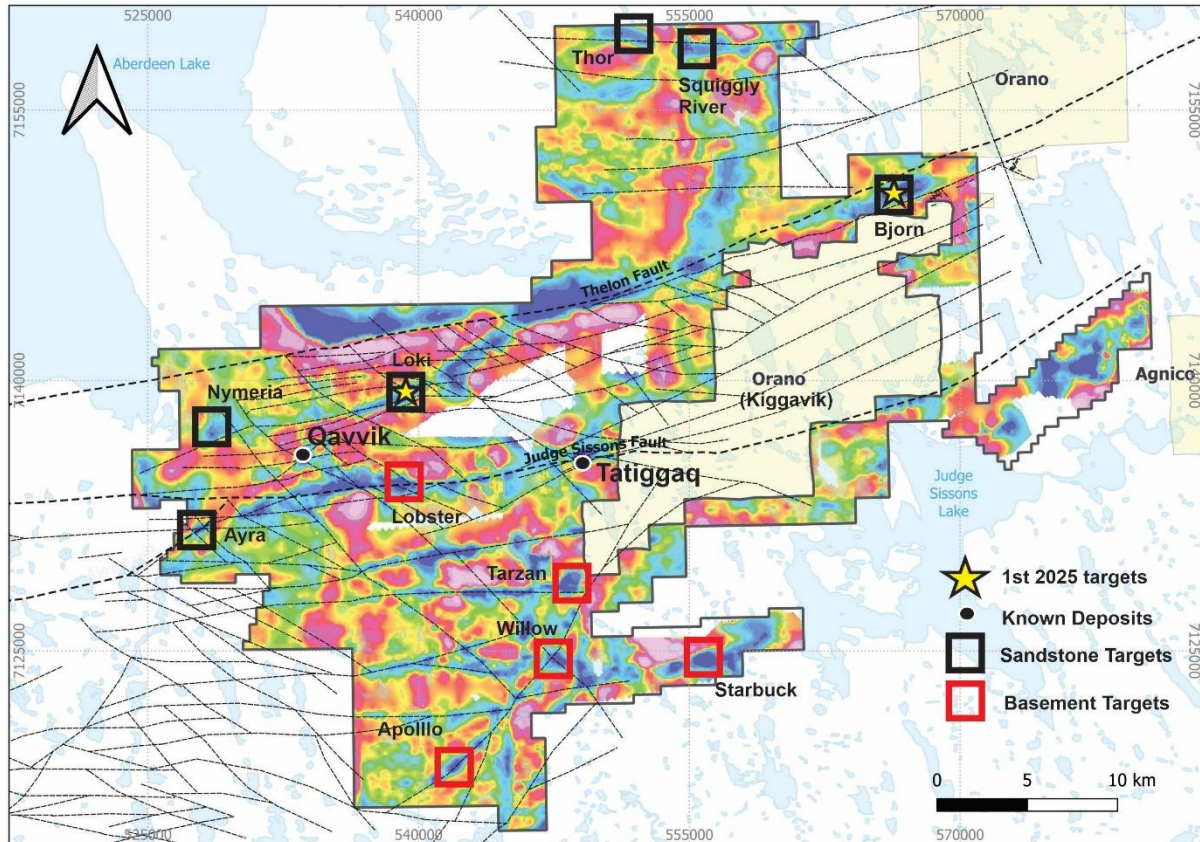 525000
540000
555000
570000
Aberdeen Lake
Thor
Squiggly
River
Orano
7155000
7155000
Bjorn
Thelon Fault
Loki
7140000
Nymeria
Orano
(Kiggavik)
Agnico
Qavvik
Judge Sissons Fault
Tatiggaq
Lobster
Judge
Sissons
Lake
Ayra
Tarzan
1st 2025 targets
Known Deposits
Willow
7125000
Sandstone Targets
7125000
Starbuck
Basement Targets
Apolllo
0 5 10 km
525000
540000
555000
570000